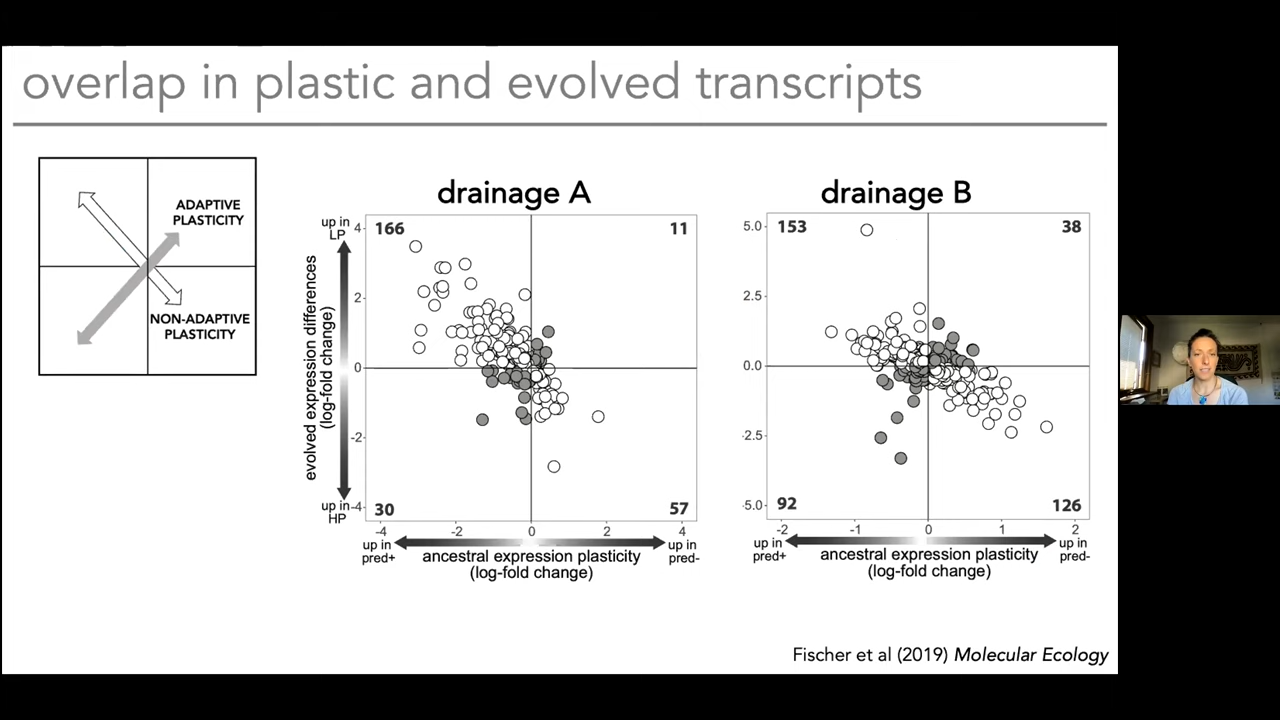 overlap in plastic and evolved transcripts
ADAPTIVE
PLASTICITY
NON-ADAPTIVE
PLASTICITY
drainage A
up in
LP
evolved expression differences
(log-fold change)
up in
HP
4
2
0
-2
-4
166
11
30
57
-4
-2
0
2
4
up in
pred+
ancestral expression plasticity
(log-fold change)
up in
pred-
drainage B
5.0
2.5
0.0
-2.5
-5.0
153
38
92
126
-2
-1
0
1
2
up in
pred+
ancestral expression plasticity
(log-fold change)
up in
pred-
Fischer et al (2019) Molecular Ecology